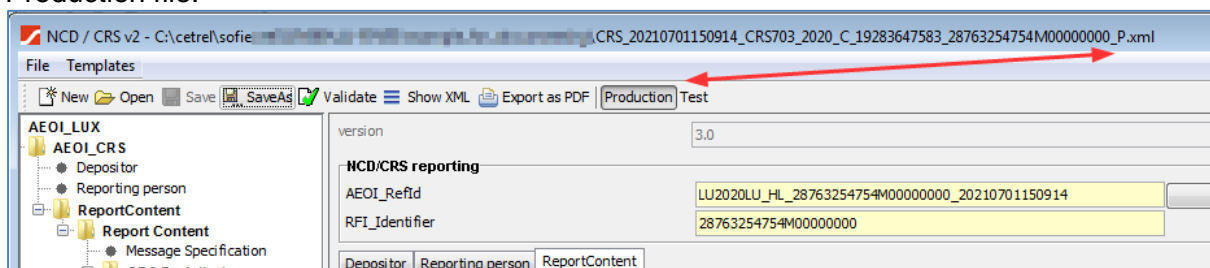 Production file.
NCD / CRS v2 - C:\cetrel\sofie CRS_20210701150914_CRS703_2020_C_19283647583_28763254754M00000000_P.xml
File Templates
New Open Save SaveAs Validate Show XML Export as PDF Production Test
AEOI_LUX
AEOI_CRS
Depositor
Reporting person
ReportContent
Report Content
Message Specification
version 3.0
NCD/CRS reporting
AEOI_RefId LU2020LU_HL_28763254754M00000000_20210701150914
RFI_Identifier 28763254754M00000000
Depositor Reporting person ReportContent